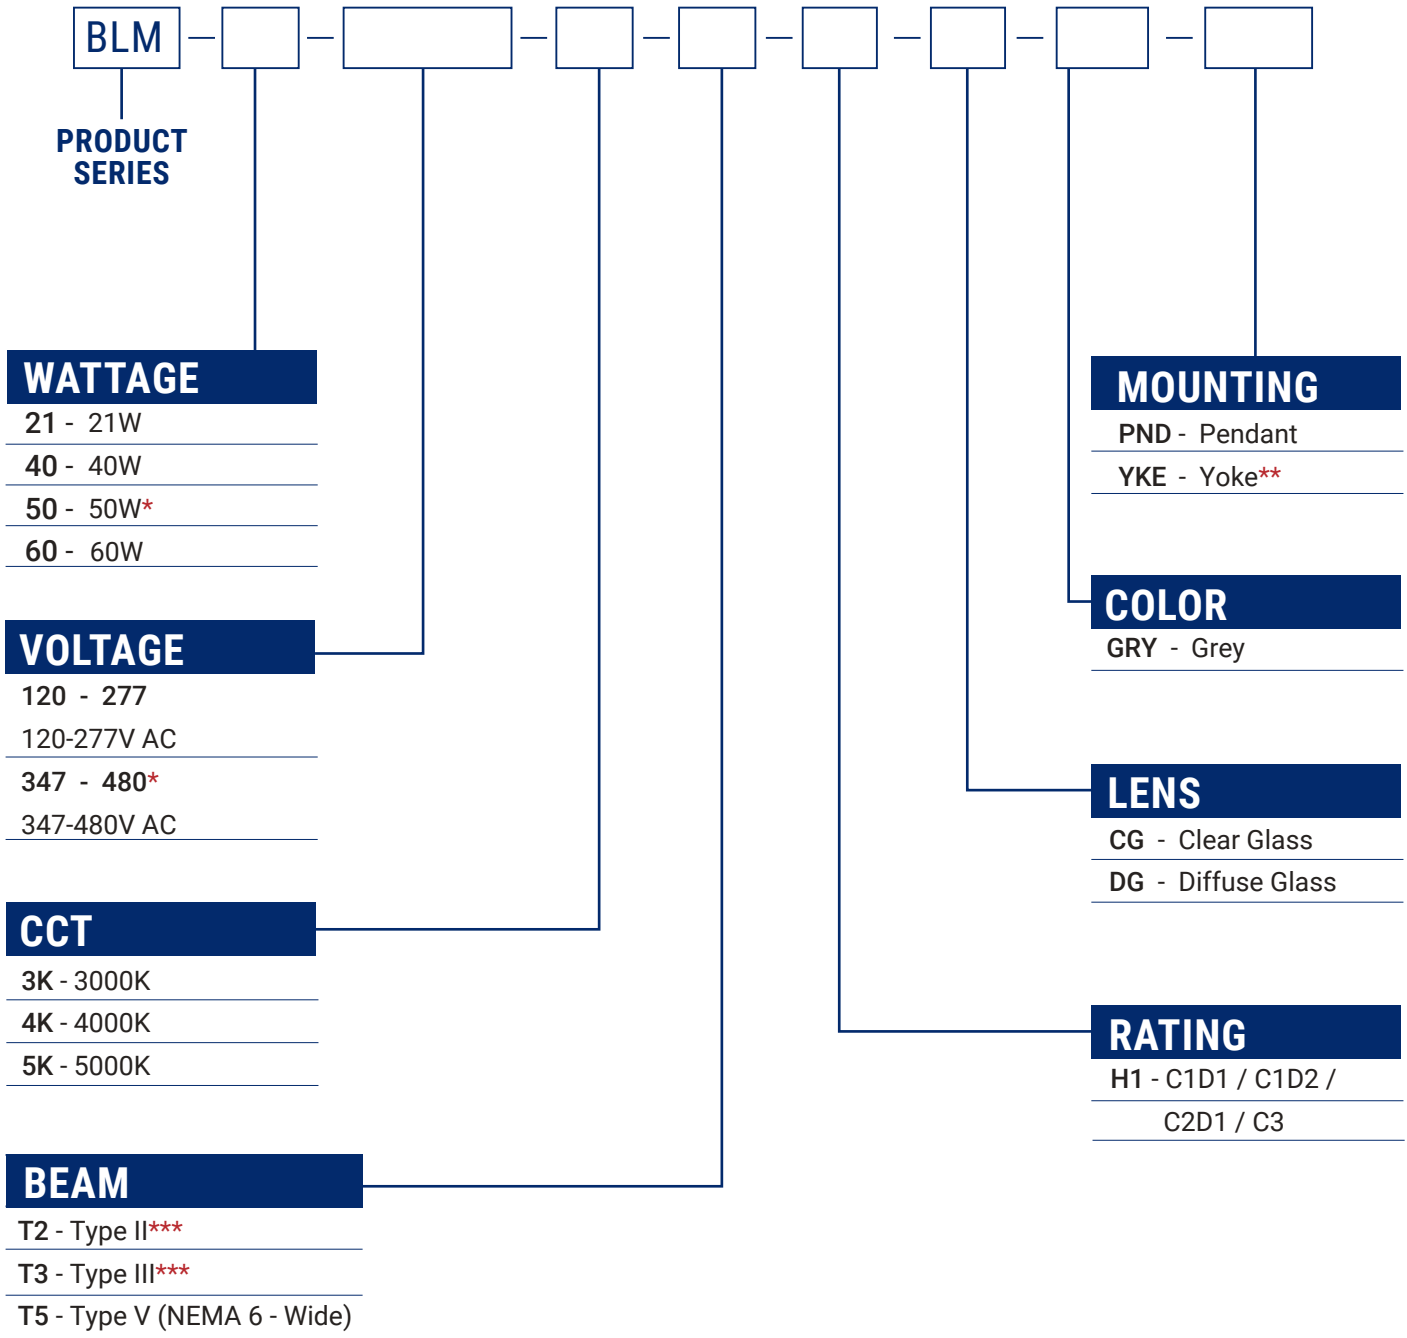 BLM
PRODUCT
SERIES
WATTAGE
21 - 21W
40 - 40W
50 - 50W*
60 - 60W
VOLTAGE
120 - 277
120-277V AC
347 - 480*
347-480V AC
CCT
3K - 3000K
4K - 4000K
5K - 5000K
BEAM
T2 - Type II***
T3 - Type III***
T5 - Type V (NEMA 6 - Wide)
MOUNTING
PND - Pendant
YKE - Yoke**
COLOR
GRY - Grey
LENS
CG - Clear Glass
DG - Diffuse Glass
RATING
H1 - C1D1 / C1D2 /
C2D1 / C3